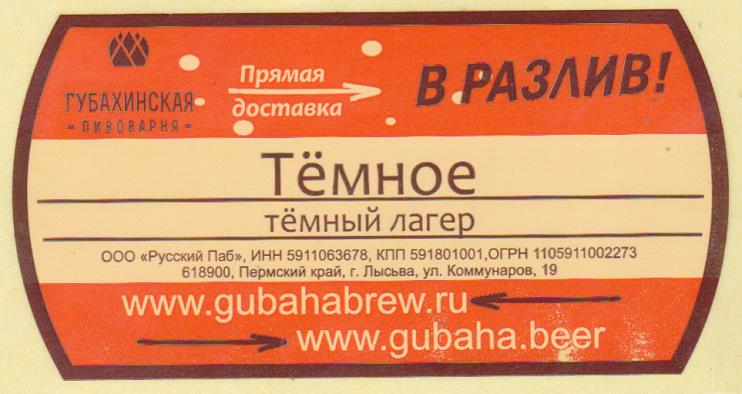 ГУБАХИНСКАЯ
- ПИВОВАРНЯ -
Прямая
доставка
В РАЗЛИВ!
Тёмное
тёмный лагер
ООО «Русский Паб», ИНН 5911063678, КПП 591801001,ОГРН 1105911002273
618900, Пермский край, г. Лысьва, ул. Коммунаров, 19
www.gubahabrew.ru
www.gubaha.beer